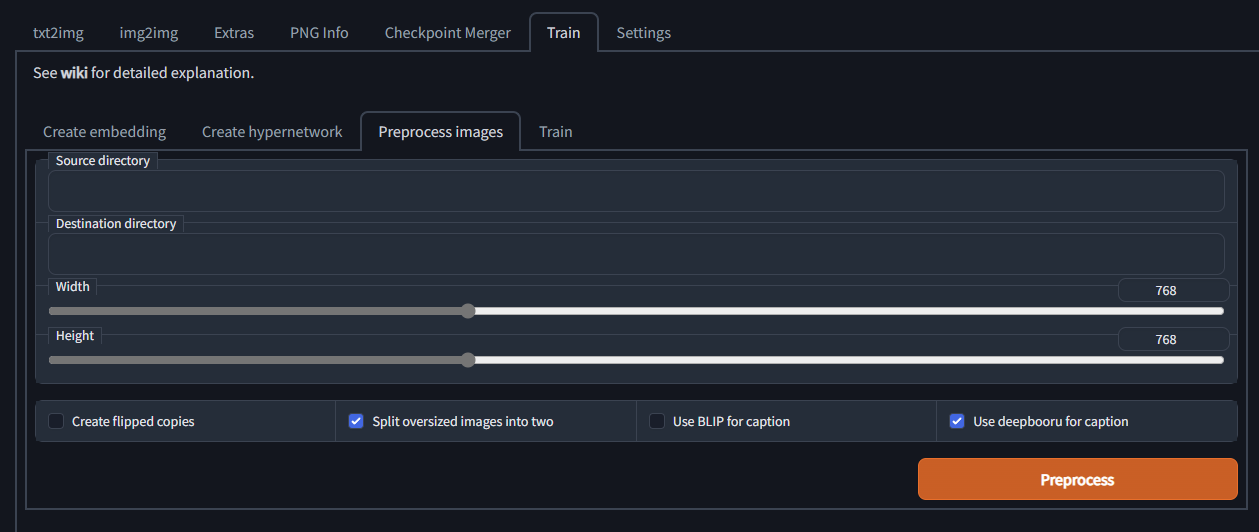 txt2img img2img Extras PNG Info Checkpoint Merger Train Settings
See wiki for detailed explanation.
Create embedding Create hypernetwork Preprocess images Train
Source directory
Destination directory
Width 768
Height 768
Create flipped copies Split oversized images into two Use BLIP for caption Use deepbooru for caption
Preprocess